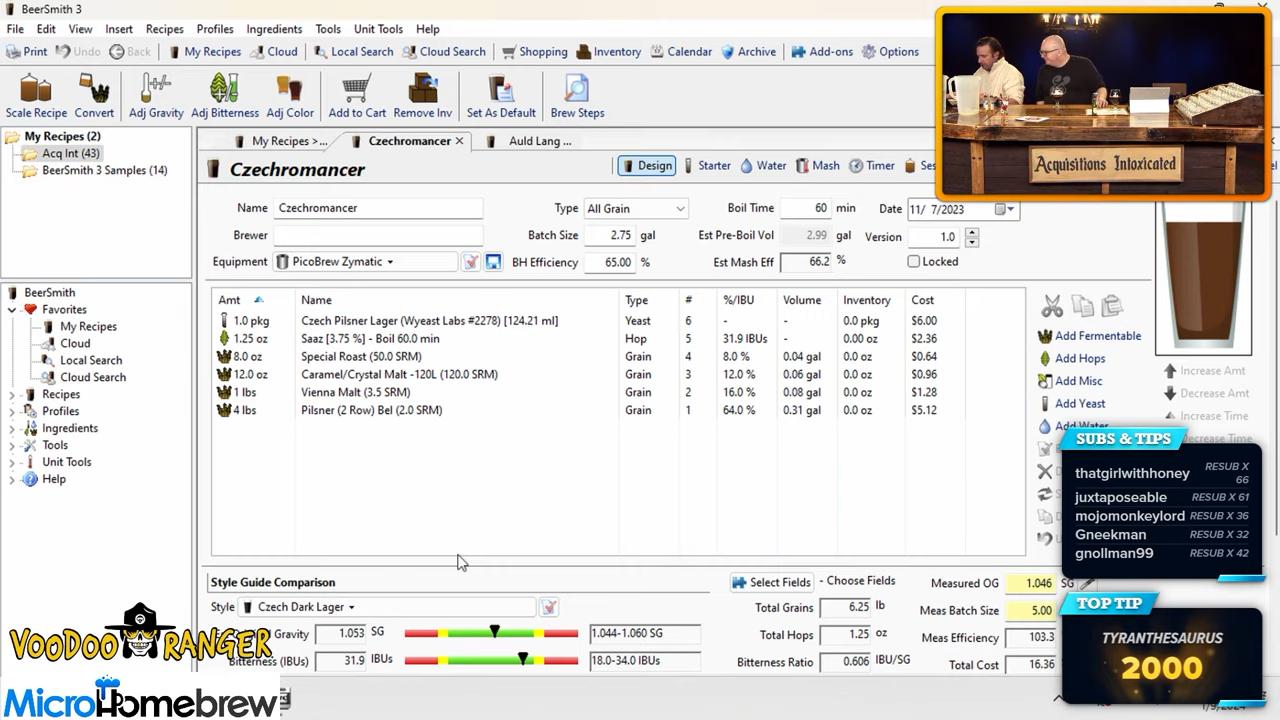 BeerSmith 3
File Edit View Insert Recipes Profiles Ingredients Tools Unit Tools Help
Print Undo Back My Recipes Cloud Local Search Cloud Search Shopping Inventory Calendar Archive Add-ons Options
Scale Recipe Convert Adj Gravity Adj Bitterness Adj Color Add to Cart Remove Inv Set As Default Brew Steps
My Recipes (2)
Acq Int (43)
BeerSmith 3 Samples (14)
BeerSmith
Favorites
My Recipes
Cloud
Local Search
Cloud Search
Recipes
Profiles
Ingredients
Tools
Unit Tools
Help
My Recipes >... Czechromancer Auld Lang ...
Czechromancer Design Starter Water Mash Timer Ses
Name Czechromancer Type All Grain Boil Time 60 min Date 11/ 7/2023
Brewer Batch Size 2.75 gal Est Pre-Boil Vol 2.99 gal Version 1.0
Equipment PicoBrew Zymatic BH Efficiency 65.00 % Est Mash Eff 66.2 % Locked
Amt Name Type # %/IBU Volume Inventory Cost
1.0 pkg Czech Pilsner Lager (Wyeast Labs #2278) [124.21 ml] Yeast 6 - - 0.0 pkg $6.00
1.25 oz Saaz [3.75 %] - Boil 60.0 min Hop 5 31.9 IBUs - 0.00 oz $2.36
8.0 oz Special Roast (50.0 SRM) Grain 4 8.0 % 0.04 gal 0.0 oz $0.64
12.0 oz Caramel/Crystal Malt -120L (120.0 SRM) Grain 3 12.0 % 0.06 gal 0.0 oz $0.96
1 lbs Vienna Malt (3.5 SRM) Grain 2 16.0 % 0.08 gal 0.0 oz $1.28
4 lbs Pilsner (2 Row) Bel (2.0 SRM) Grain 1 64.0 % 0.31 gal 0.0 oz $5.12
Add Fermentable
Add Hops
Add Misc
Add Yeast
Add Water
Increase Amt
Decrease Amt
Increase Time
Decrease Time
Style Guide Comparison Select Fields - Choose Fields Measured OG 1.046 SG
Style Czech Dark Lager Total Grains 6.25 lb Meas Batch Size 5.00
Gravity 1.053 SG 1.044-1.060 SG Total Hops 1.25 oz Meas Efficiency 103.3
Bitterness (IBUs) 31.9 IBUs 18.0-34.0 IBUs Bitterness Ratio 0.606 IBU/SG Total Cost 16.36
Acquisitions Intoxicated
SUBS & TIPS
thatgirlwithhoney RESUB X 66
juxtaposeable RESUB X 61
mojomonkeylord RESUB X 36
Gneekman RESUB X 32
gnollman99 RESUB X 42
TOP TIP
TYRANTHESAURUS
2000
VOODOO RANGER
MicroHomebrew